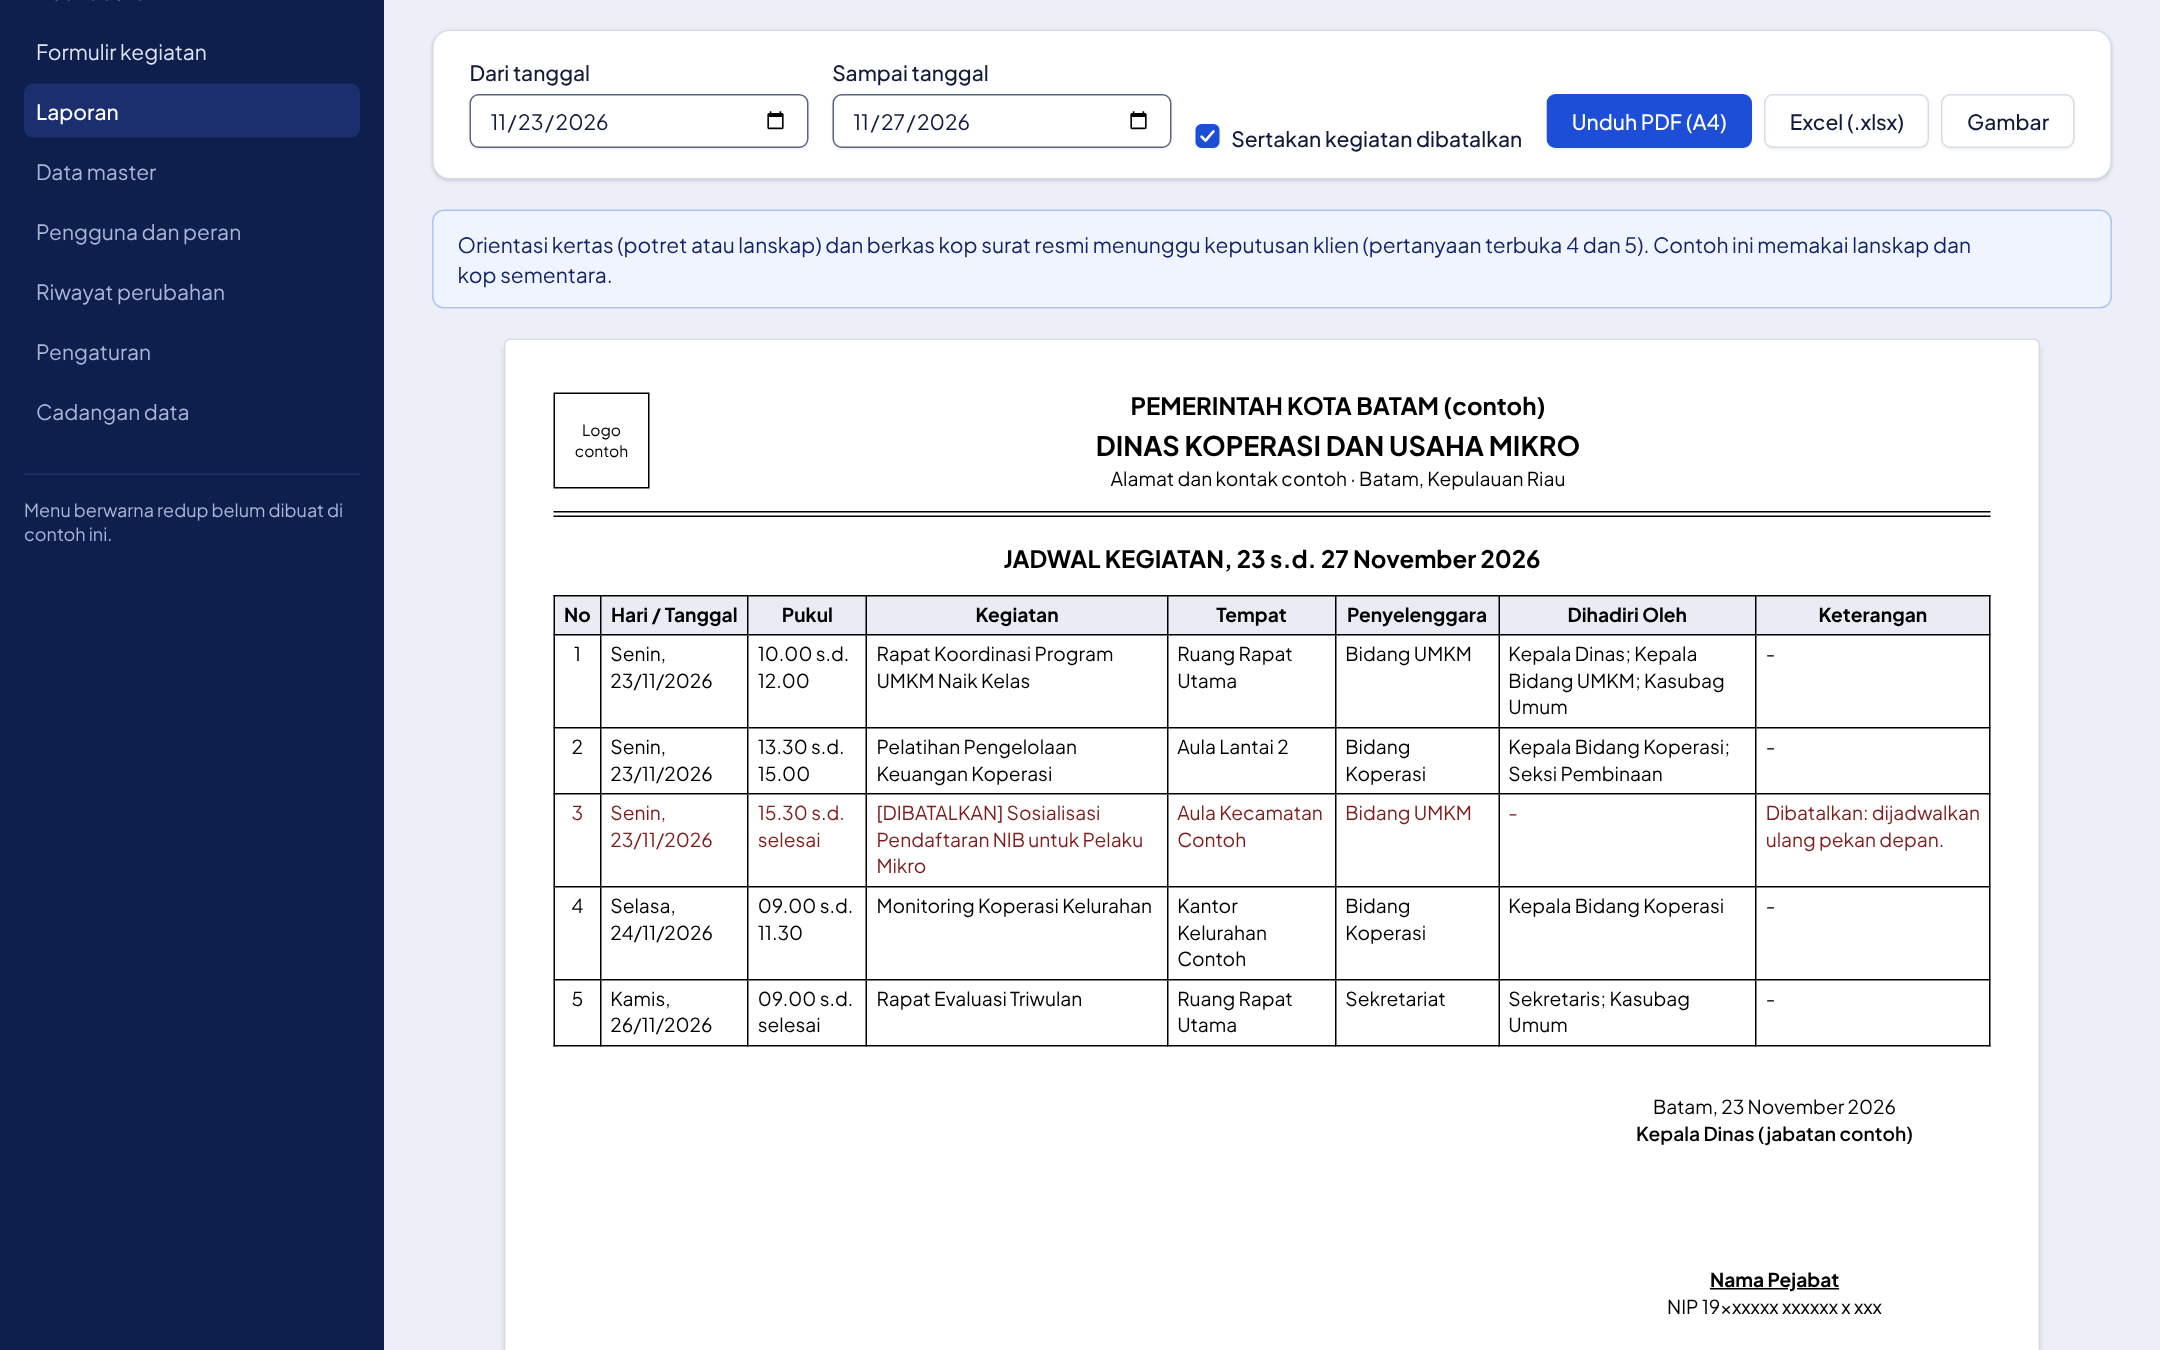 Formulir kegiatan
Laporan
Data master
Pengguna dan peran
Riwayat perubahan
Pengaturan
Cadangan data
Menu berwarna redup belum dibuat di
contoh ini.
Dari tanggal
11/23/2026
Sampai tanggal
11/27/2026
Sertakan kegiatan dibatalkan
Unduh PDF (A4)
Excel (.xlsx)
Gambar
Orientasi kertas (potret atau lanskap) dan berkas kop surat resmi menunggu keputusan klien (pertanyaan terbuka 4 dan 5). Contoh ini memakai lanskap dan
kop sementara.
Logo
contoh
PEMERINTAH KOTA BATAM (contoh)
DINAS KOPERASI DAN USAHA MIKRO
Alamat dan kontak contoh · Batam, Kepulauan Riau
JADWAL KEGIATAN, 23 s.d. 27 November 2026
No Hari / Tanggal Pukul Kegiatan Tempat Penyelenggara Dihadiri Oleh Keterangan
1 Senin, 10.00 s.d. Rapat Koordinasi Program Ruang Rapat Bidang UMKM Kepala Dinas; Kepala -
23/11/2026 12.00 UMKM Naik Kelas Utama Bidang UMKM; Kasubag
Umum
2 Senin, 13.30 s.d. Pelatihan Pengelolaan Aula Lantai 2 Bidang Kepala Bidang Koperasi; -
23/11/2026 15.00 Keuangan Koperasi Koperasi Seksi Pembinaan
3 Senin, 15.30 s.d. [DIBATALKAN] Sosialisasi Aula Kecamatan Bidang UMKM - Dibatalkan: dijadwalkan
23/11/2026 selesai Pendaftaran NIB untuk Pelaku Contoh ulang pekan depan.
Mikro
4 Selasa, 09.00 s.d. Monitoring Koperasi Kelurahan Kantor Bidang Kepala Bidang Koperasi -
24/11/2026 11.30 Kelurahan Koperasi
Contoh
5 Kamis, 09.00 s.d. Rapat Evaluasi Triwulan Ruang Rapat Sekretariat Sekretaris; Kasubag -
26/11/2026 selesai Utama Umum
Batam, 23 November 2026
Kepala Dinas (jabatan contoh)
Nama Pejabat
NIP 19xxxxxx xxxxxx x xxx